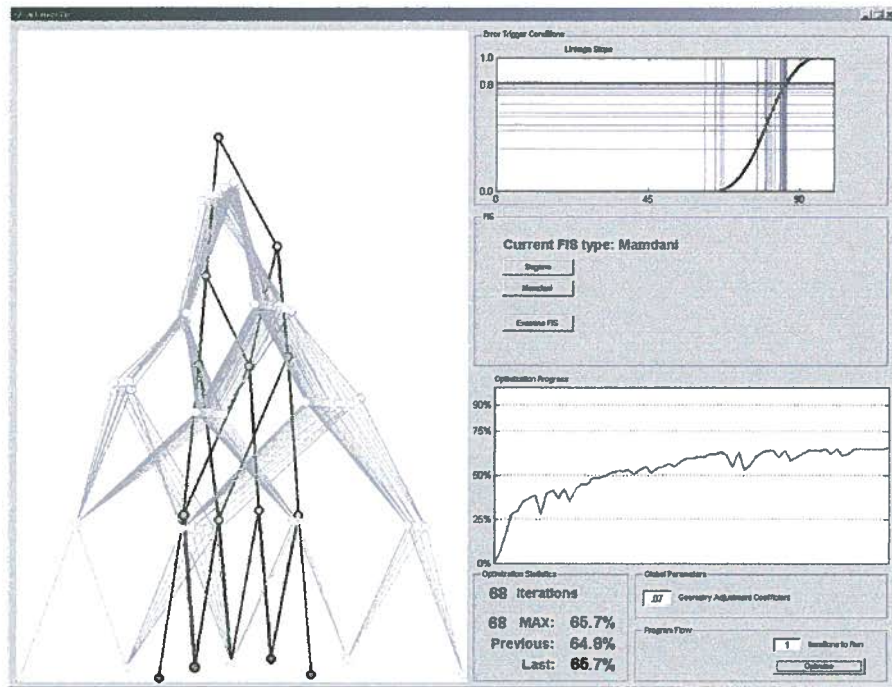 Error Trigger Conditions
Linkage Slope
1.0
0.8
0.0
0
45
90
FIS
Current FIS type: Mamdani
Sugeno
Mamdani
Examine FIS
Optimization Progress
90%
75%
50%
25%
0%
Optimization Statistics
68 Iterations
68 MAX: 65.7%
Previous: 64.9%
Last: 65.7%
Global Parameters
.07 Geometry Adjustment Coefficient
Program Flow
1 Iterations to Run
Optimize